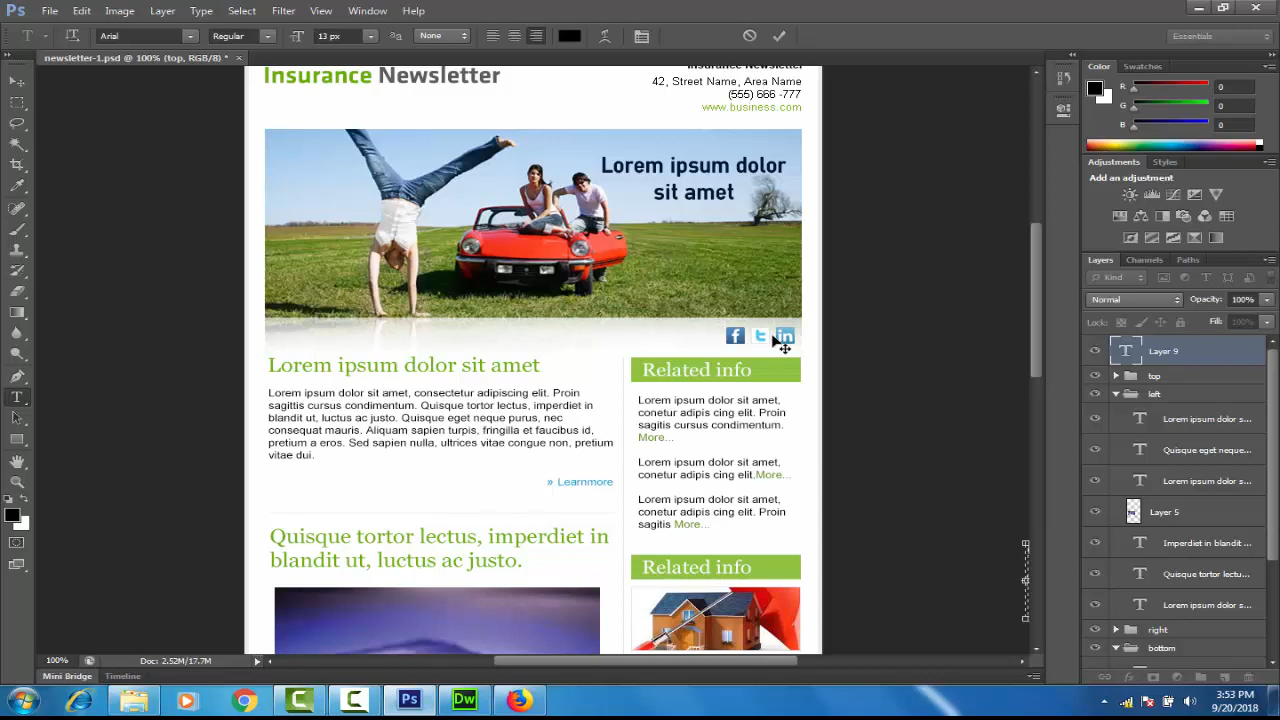 Ps File Edit Image Layer Type Select Filter View Window Help
T Arial Regular 13 px aa None Essentials
newsletter-1.psd @ 100% (top, RGB/8) * ×
Insurance Newsletter
42, Street Name, Area Name
(555) 666 -777
www.business.com
Lorem ipsum dolor
sit amet
Lorem ipsum dolor sit amet
Lorem ipsum dolor sit amet, consectetur adipiscing elit. Proin
sagittis cursus condimentum. Quisque tortor lectus, imperdiet in
blandit ut, luctus ac justo. Quisque eget neque purus, nec
consequat mauris. Aliquam sapien turpis, fringilla et faucibus id,
pretium a eros. Sed sapien nulla, ultrices vitae congue non, pretium
vitae dui.
» Learnmore
Quisque tortor lectus, imperdiet in
blandit ut, luctus ac justo.
Related info
Lorem ipsum dolor sit amet,
conetur adipis cing elit. Proin
sagittis cursus condimentum.
More...
Lorem ipsum dolor sit amet,
conetur adipis cing elit.More...
Lorem ipsum dolor sit amet,
conetur adipis cing elit. Proin
sagitis More...
Related info
Color Swatches
R 0
G 0
B 0
Adjustments Styles
Add an adjustment
Layers Channels Paths
Kind
Normal Opacity: 100%
Lock: Fill: 100%
Layer 9
top
left
Lorem ipsum dolor s...
Quisque eget neque...
Lorem ipsum dolor s...
Layer 5
Imperdiet in blandit ...
Quisque tortor lectu...
Lorem ipsum dolor s...
right
bottom
100% Doc: 2.52M/17.7M
Mini Bridge Timeline
Ps Dw
3:53 PM
9/20/2018